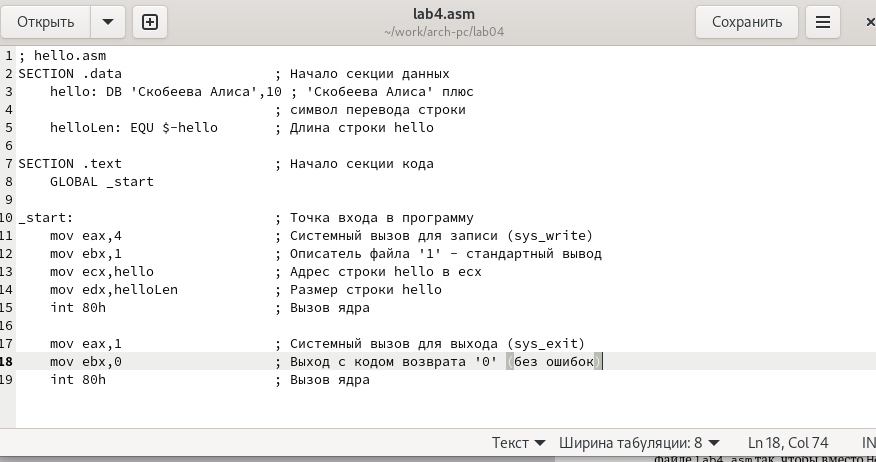 Открыть
lab4.asm
~/work/arch-pc/lab04
Сохранить
1 ; hello.asm
2 SECTION .data ; Начало секции данных
3 hello: DB 'Скобеева Алиса',10 ; 'Скобеева Алиса' плюс
4 ; символ перевода строки
5 helloLen: EQU $-hello ; Длина строки hello
6
7 SECTION .text ; Начало секции кода
8 GLOBAL _start
9
10 _start: ; Точка входа в программу
11 mov eax,4 ; Системный вызов для записи (sys_write)
12 mov ebx,1 ; Описатель файла '1' - стандартный вывод
13 mov ecx,hello ; Адрес строки hello в ecx
14 mov edx,helloLen ; Размер строки hello
15 int 80h ; Вызов ядра
16
17 mov eax,1 ; Системный вызов для выхода (sys_exit)
18 mov ebx,0 ; Выход с кодом возврата '0' (без ошибок)
19 int 80h ; Вызов ядра
Текст Ширина табуляции: 8 Ln 18, Col 74 IN
файле lab4.asm так, чтобы вместо